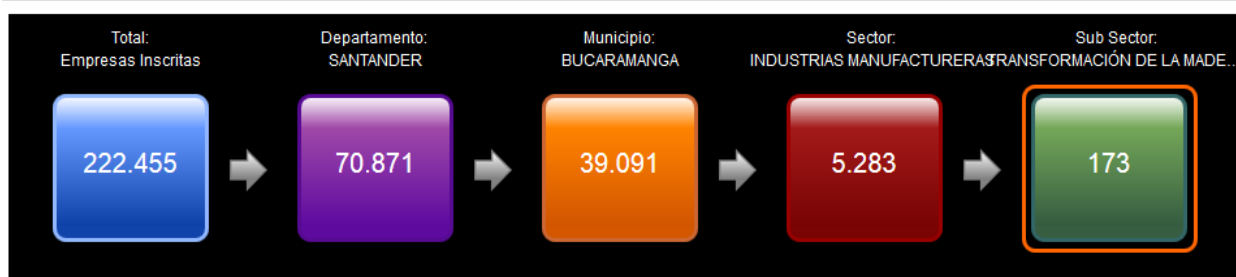 Total:
Empresas Inscritas
222.455
Departamento:
SANTANDER
70.871
Municipio:
BUCARAMANGA
39.091
Sector:
INDUSTRIAS MANUFACTURERAS
5.283
Sub Sector:
TRANSFORMACIÓN DE LA MADE...
173